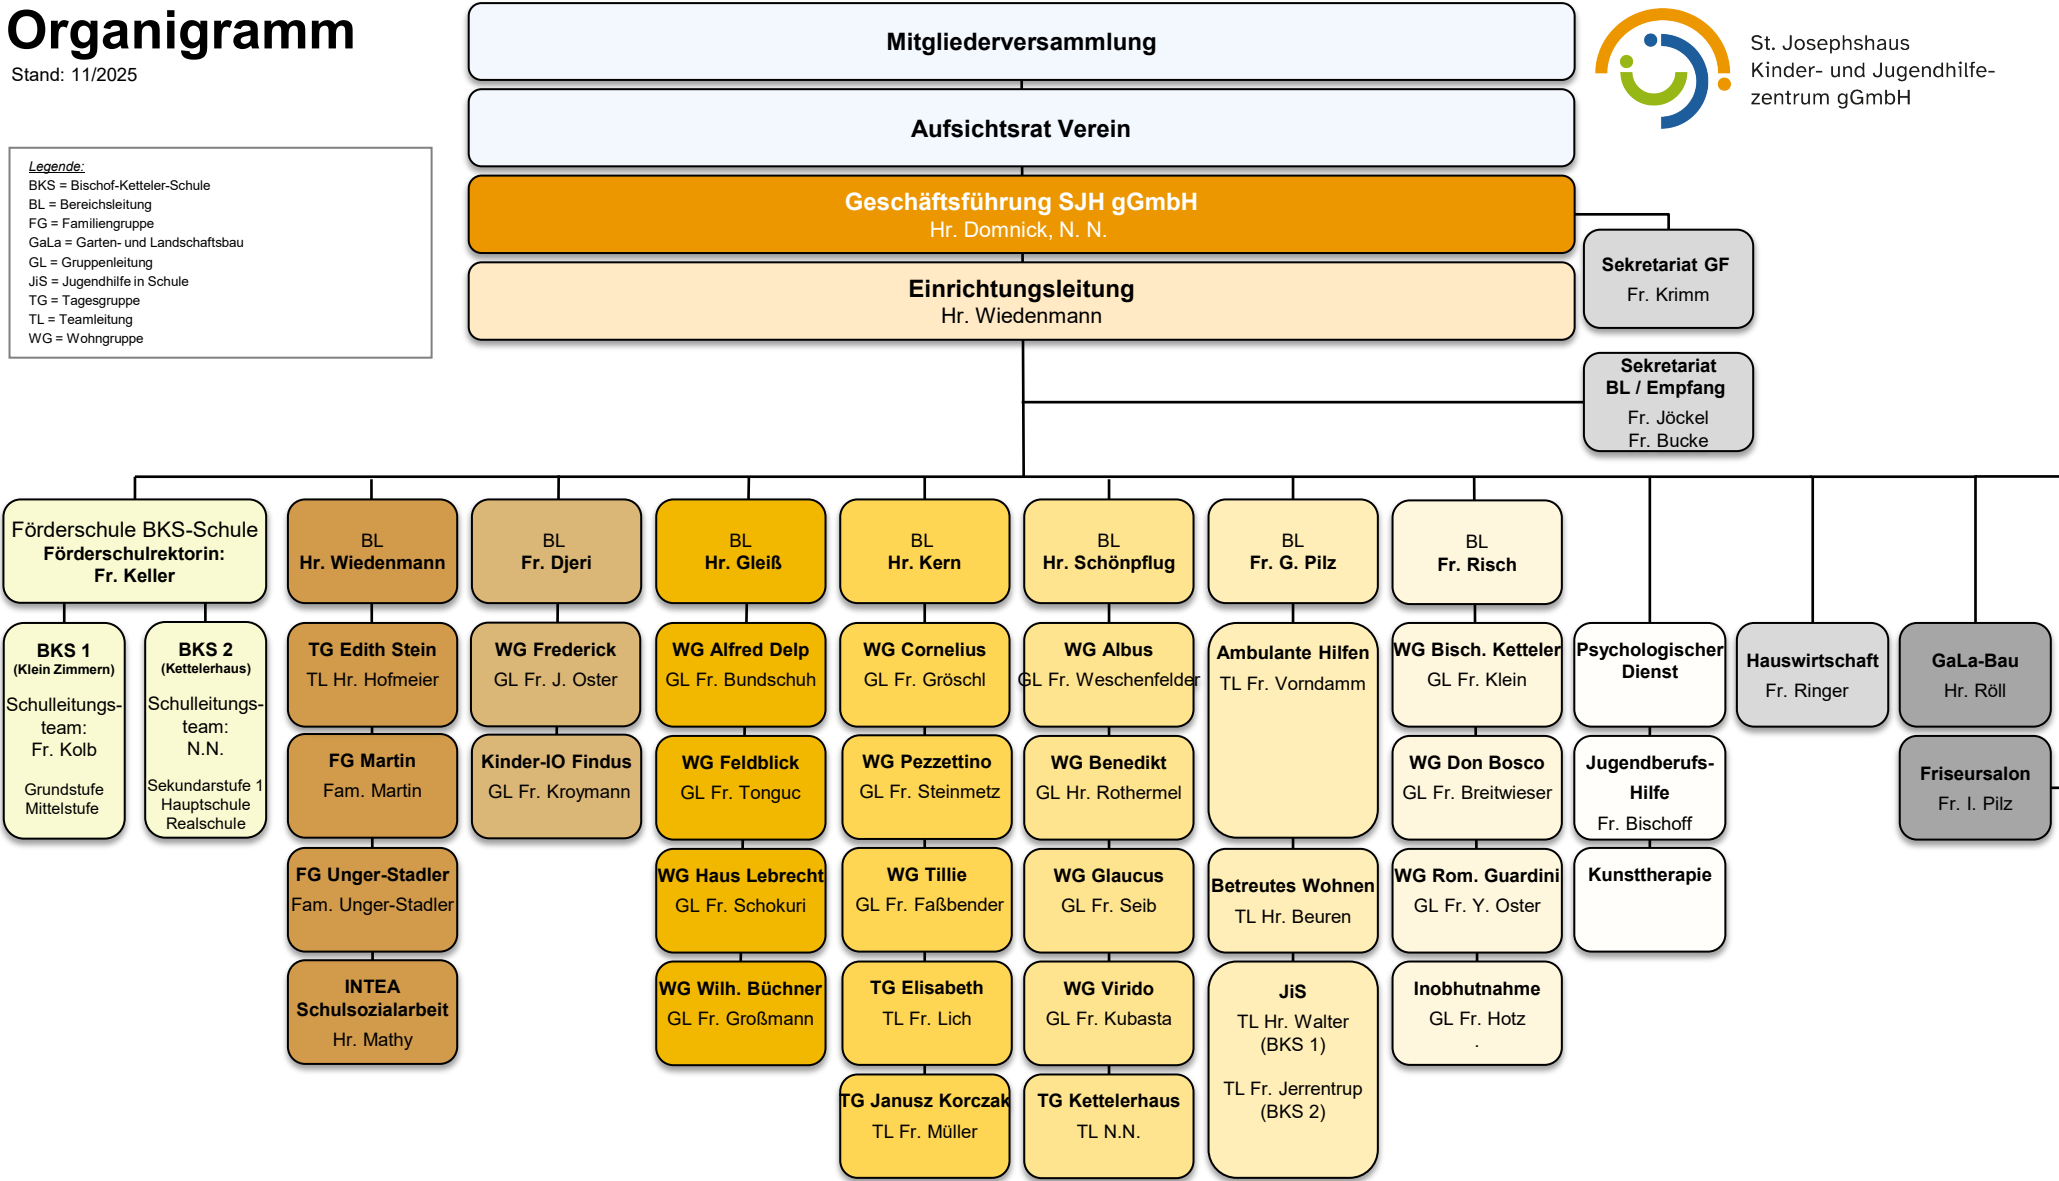 Organigramm
Stand: 11/2025
Mitgliederversammlung
Aufsichtsrat Verein
Geschäftsführung SJH gGmbH
Hr. Domnick, N. N.
Einrichtungsleitung
Hr. Wiedenmann
St. Josephshaus
Kinder- und Jugendhilfe-
zentrum gGmbH
Legende:
BKS = Bischof-Ketteler-Schule
BL = Bereichsleitung
FG = Familiengruppe
GaLa = Garten- und Landschaftsbau
GL = Gruppenleitung
JiS = Jugendhilfe in Schule
TG = Tagesgruppe
TL = Teamleitung
WG = Wohngruppe
Sekretariat GF
Fr. Krimm
Sekretariat
BL / Empfang
Fr. Jöckel
Fr. Bucke
Förderschule BKS-Schule
Förderschulrektorin:
Fr. Keller
BKS 1
(Klein Zimmern)
Schulleitungs-
team:
Fr. Kolb
Grundstufe
Mittelstufe
BKS 2
(Kettelerhaus)
Schulleitungs-
team:
N.N.
Sekundarstufe 1
Hauptschule
Realschule
BL
Hr. Wiedenmann
TG Edith Stein
TL Hr. Hofmeier
FG Martin
Fam. Martin
FG Unger-Stadler
Fam. Unger-Stadler
INTEA
Schulsozialarbeit
Hr. Mathy
BL
Fr. Djeri
WG Frederick
GL Fr. J. Oster
Kinder-IO Findus
GL Fr. Kroymann
BL
Hr. Gleiß
WG Alfred Delp
GL Fr. Bundschuh
WG Feldblick
GL Fr. Tonguc
WG Haus Lebrecht
GL Fr. Schokuri
WG Wilh. Büchner
GL Fr. Großmann
BL
Hr. Kern
WG Cornelius
GL Fr. Gröschl
WG Pezzettino
GL Fr. Steinmetz
WG Tillie
GL Fr. Faßbender
TG Elisabeth
TL Fr. Lich
TG Janusz Korczak
TL Fr. Müller
BL
Hr. Schönpflug
WG Albus
GL Fr. Weschenfelder
WG Benedikt
GL Hr. Rothermel
WG Glaucus
GL Fr. Seib
WG Virido
GL Fr. Kubasta
TG Kettelerhaus
TL N.N.
BL
Fr. G. Pilz
Ambulante Hilfen
TL Fr. Vorndamm
Betreutes Wohnen
TL Hr. Beuren
JiS
TL Hr. Walter
(BKS 1)
TL Fr. Jerrentrup
(BKS 2)
BL
Fr. Risch
WG Bisch. Ketteler
GL Fr. Klein
WG Don Bosco
GL Fr. Breitwieser
WG Rom. Guardini
GL Fr. Y. Oster
Inobhutnahme
GL Fr. Hotz
.
Psychologischer
Dienst
Jugendberufs-
Hilfe
Fr. Bischoff
Kunsttherapie
Hauswirtschaft
Fr. Ringer
GaLa-Bau
Hr. Röll
Friseursalon
Fr. I. Pilz